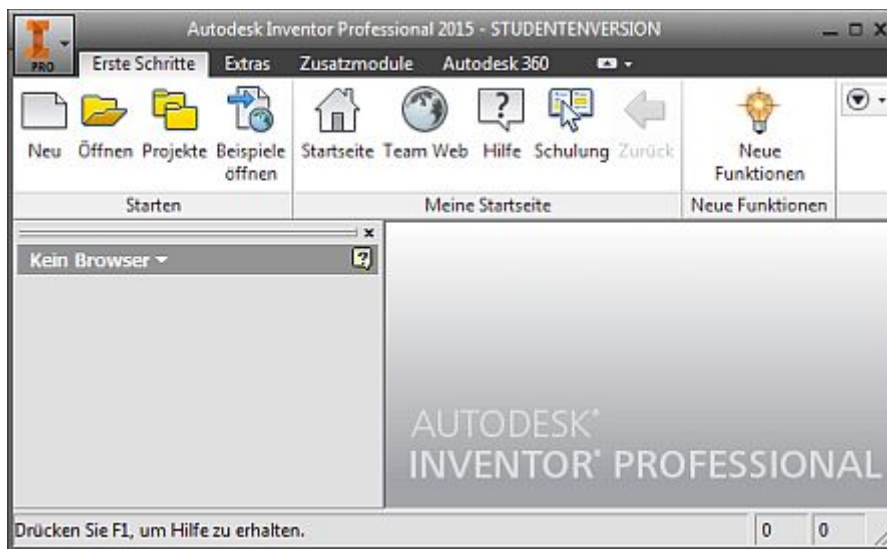 Autodesk Inventor Professional 2015 - STUDENTENVERSION
PRO
Erste Schritte Extras Zusatzmodule Autodesk 360
Neu Öffnen Projekte Beispiele öffnen Startseite Team Web Hilfe Schulung Zurück Neue Funktionen
Starten Meine Startseite Neue Funktionen
Kein Browser
AUTODESK®
INVENTOR® PROFESSIONAL
Drücken Sie F1, um Hilfe zu erhalten. 0 0